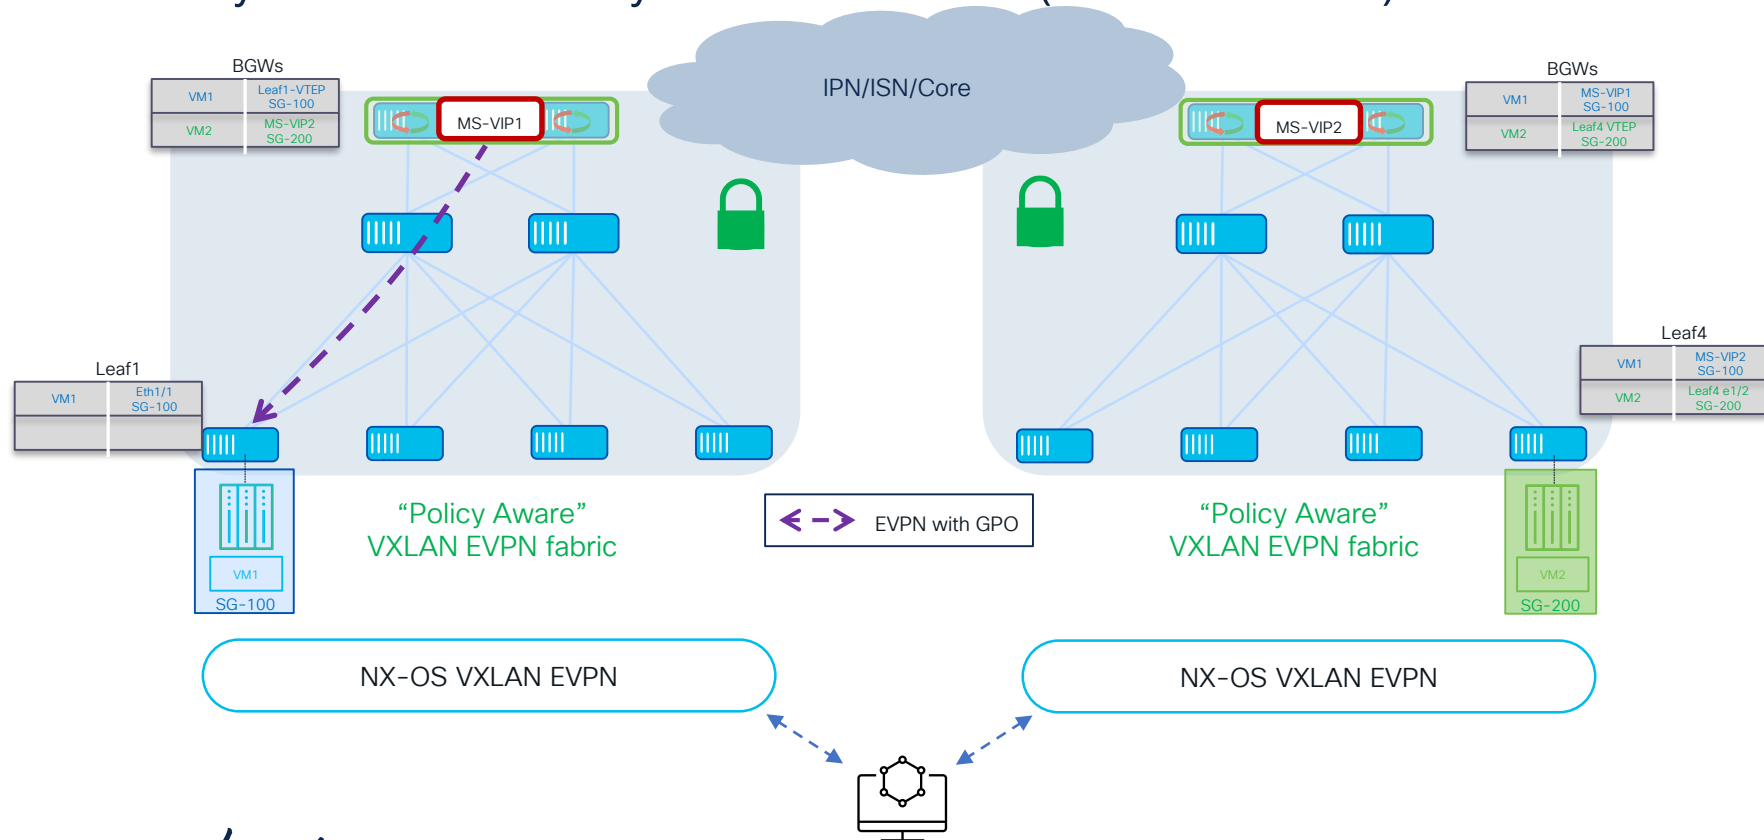 IPN/ISN/Core
BGWs
VM1
Leaf1-VTEP
SG-100
VM2
MS-VIP2
SG-200
MS-VIP1
MS-VIP2
BGWs
VM1
MS-VIP1
SG-100
VM2
Leaf4 VTEP
SG-200
Leaf1
VM1
Eth1/1
SG-100
Leaf4
VM1
MS-VIP2
SG-100
VM2
Leaf4 e1/2
SG-200
VM1
SG-100
“Policy Aware”
VXLAN EVPN fabric
EVPN with GPO
“Policy Aware”
VXLAN EVPN fabric
VM2
SG-200
NX-OS VXLAN EVPN
NX-OS VXLAN EVPN